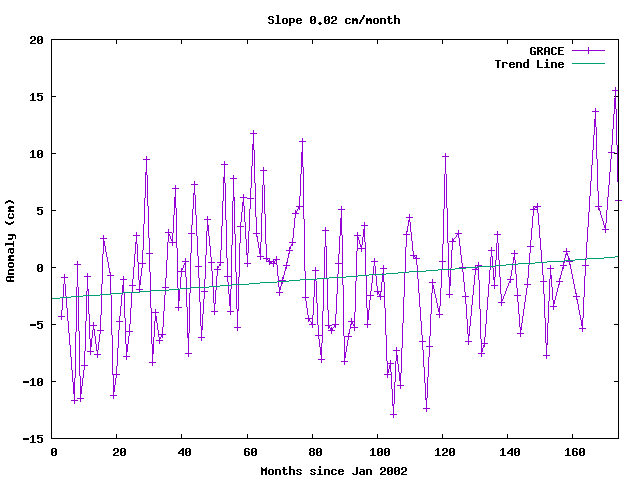 Slope 0.02 cm/month
20
GRACE
Trend Line
15
10
5
0
-5
-10
-15
Anomaly (cm)
0 20 40 60 80 100 120 140 160
Months since Jan 2002